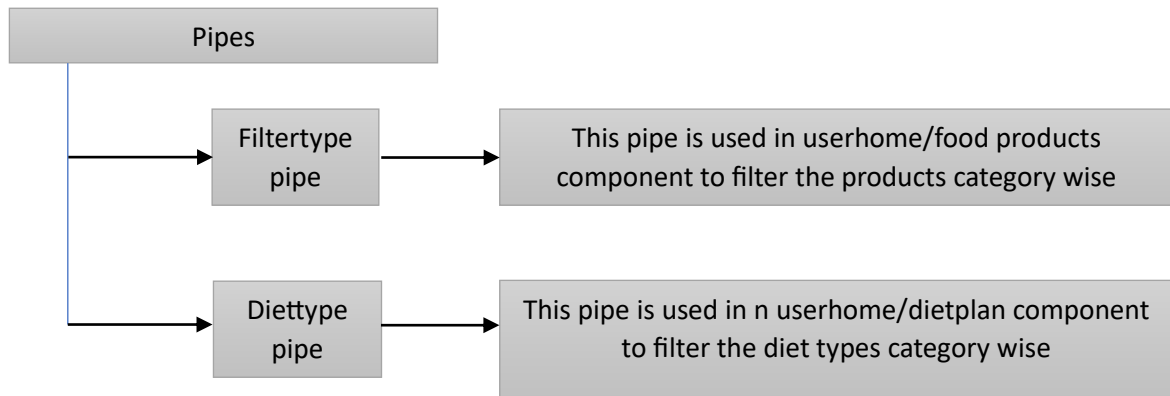 Pipes
Filtertype
pipe
This pipe is used in userhome/food products
component to filter the products category wise
Diettype
pipe
This pipe is used in n userhome/dietplan component
to filter the diet types category wise